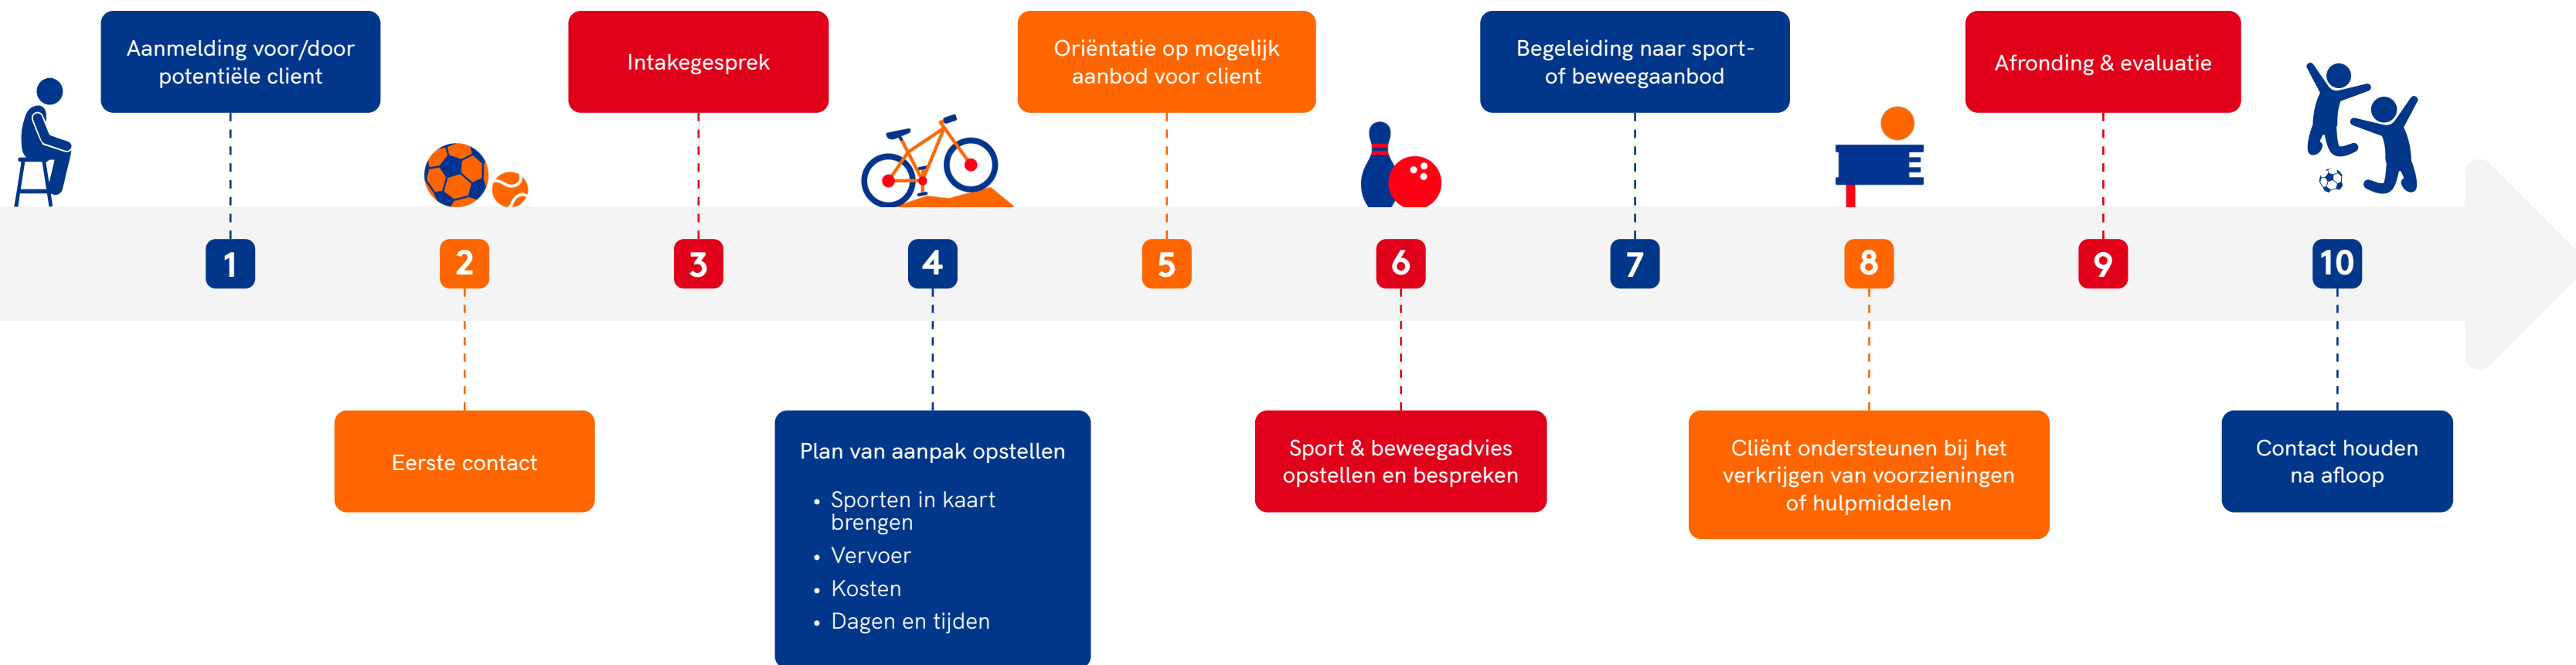 Aanmelding voor/door
potentiële client
Intakegesprek
Oriëntatie op mogelijk
aanbod voor client
Begeleiding naar sport-
of beweegaanbod
Afronding & evaluatie
1
2
3
4
5
6
7
8
9
10
Eerste contact
Plan van aanpak opstellen
• Sporten in kaart
brengen
• Vervoer
• Kosten
• Dagen en tijden
Sport & beweegadvies
opstellen en bespreken
Cliënt ondersteunen bij het
verkrijgen van voorzieningen
of hulpmiddelen
Contact houden
na afloop